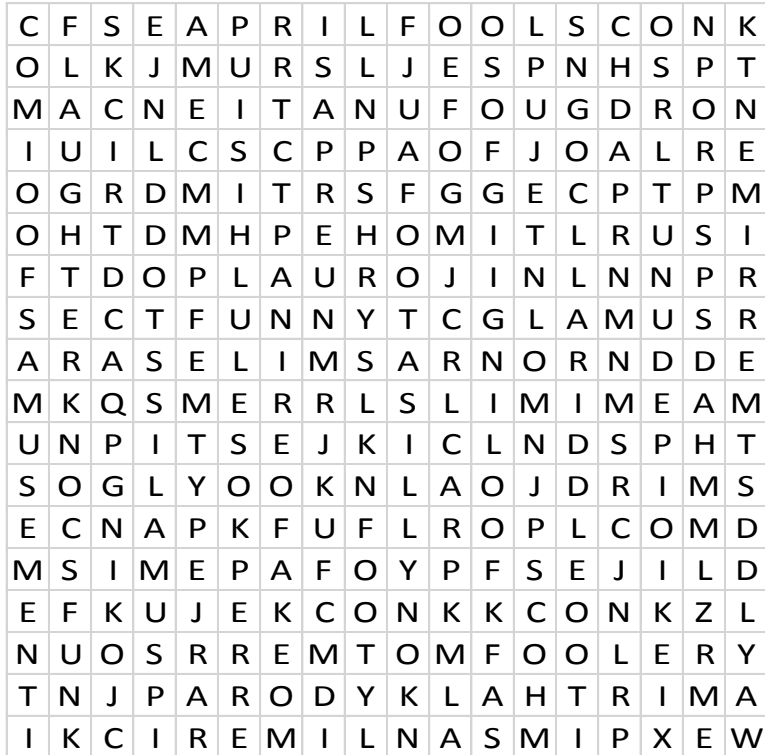 C F S E A P R I L F O O L S C O N K
O L K J M U R S L J E S P N H S P T
M A C N E I T A N U F O U G D R O N
I U I L C S C P P A O F J O A L R E
O G R D M I T R S F G G E C P T P M
O H T D M H P E H O M I T L R U S I
F T D O P L A U R O J I N L N N P R
S E C T F U N N Y T C G L A M U S R
A R A S E L I M S A R N O R N D D E
M K Q S M E R R L S L I M I M E A M
U N P I T S E J K I C L N D S P H T
S O G L Y O O K N L A O J D R I M S
E C N A P K F U F L R O P L C O M D
M S I M E P A F O Y P F S E J I L D
E F K U J E K C O N K K C O N K Z L
N U O S R R E M T O M F O O L E R Y
T N J P A R O D Y K L A H T R I M A
I K C I R E M I L N A S M I P X E W